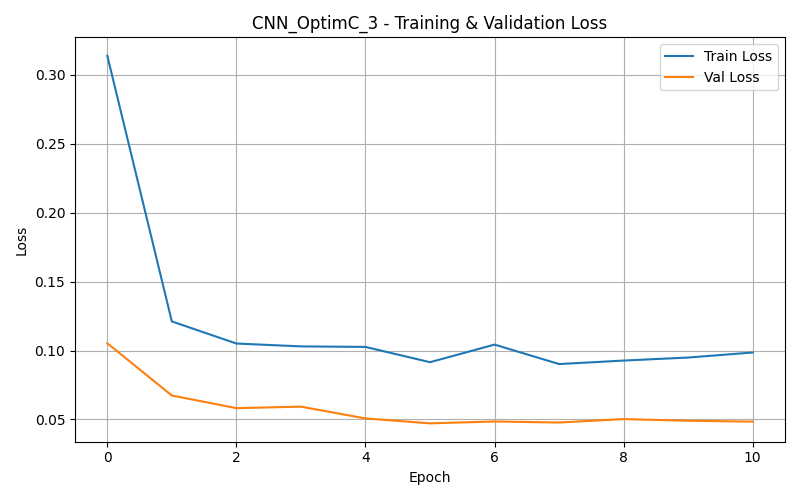 CNN_OptimC_3 - Training & Validation Loss
Train Loss
Val Loss
0.30
0.25
0.20
0.15
0.10
0.05
Loss
0 2 4 6 8 10
Epoch